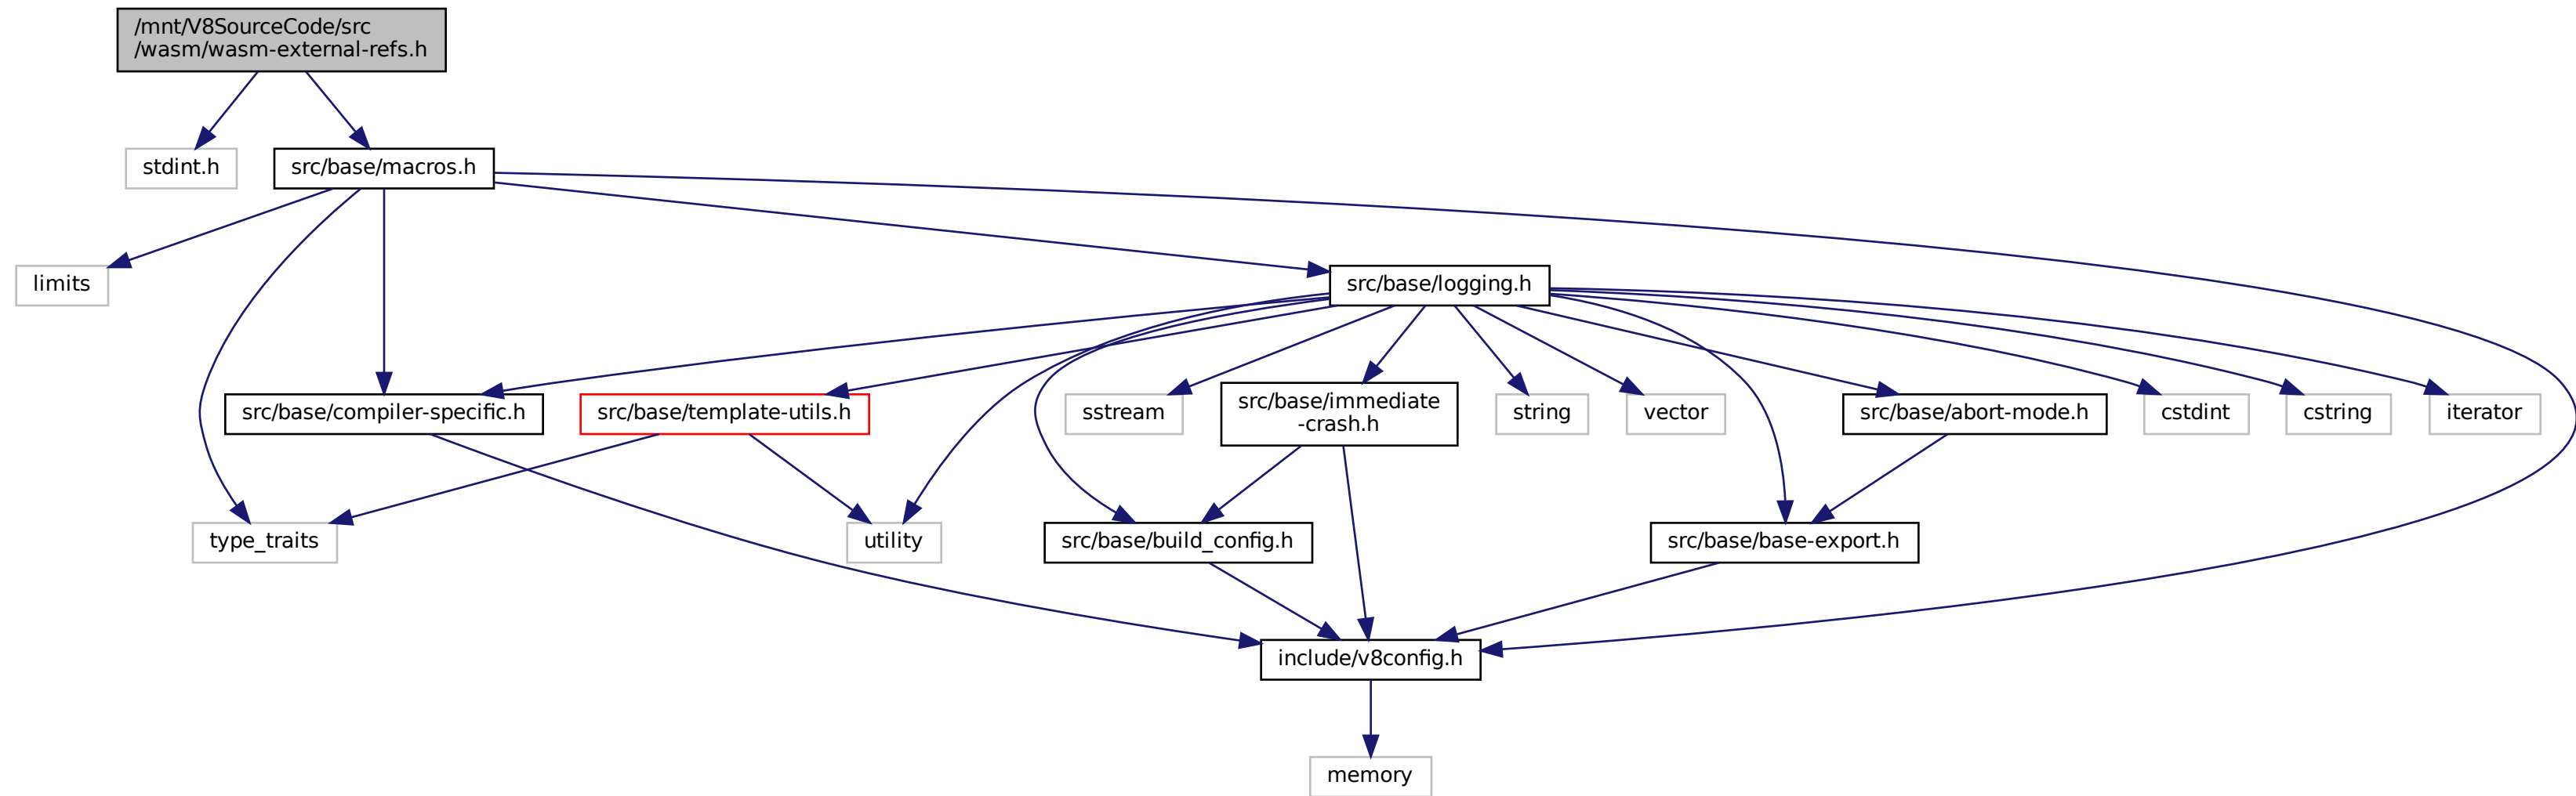 /mnt/V8SourceCode/src
/wasm/wasm-external-refs.h
stdint.h
src/base/macros.h
limits
src/base/logging.h
src/base/compiler-specific.h
src/base/template-utils.h
sstream
src/base/immediate
-crash.h
string
vector
src/base/abort-mode.h
cstdint
cstring
iterator
type_traits
utility
src/base/build_config.h
src/base/base-export.h
include/v8config.h
memory